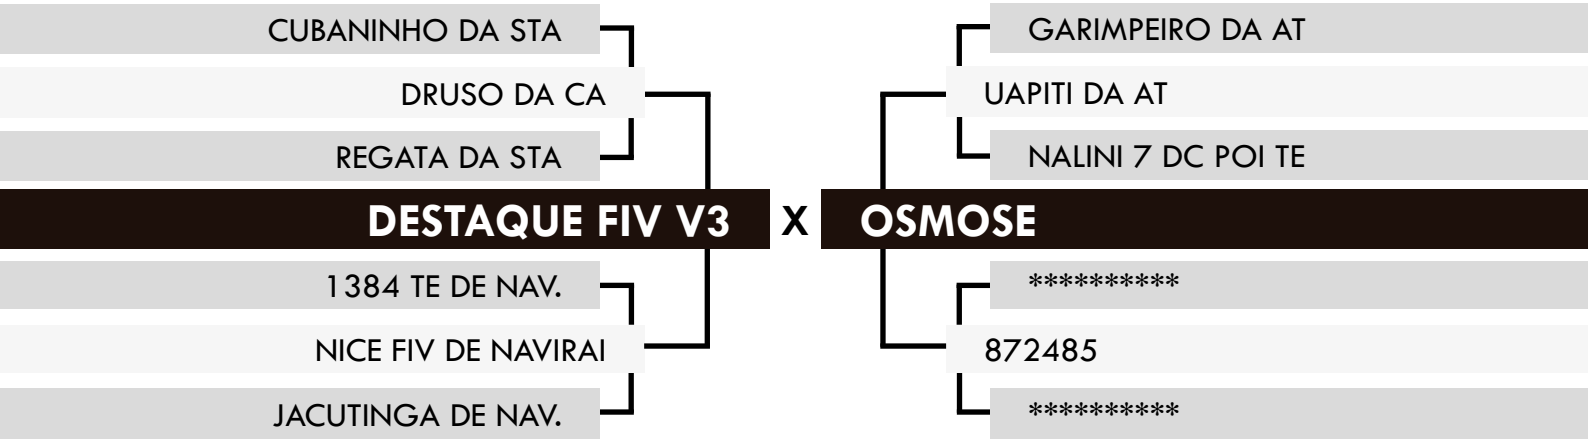 CUBANINHO DA STA
DRUSO DA CA
REGATA DA STA
DESTAQUE FIV V3
1384 TE DE NAV.
NICE FIV DE NAVIRAI
JACUTINGA DE NAV.
X
GARIMPEIRO DA AT
UAPITI DA AT
NALINI 7 DC POI TE
OSMOSE
**********
872485
**********